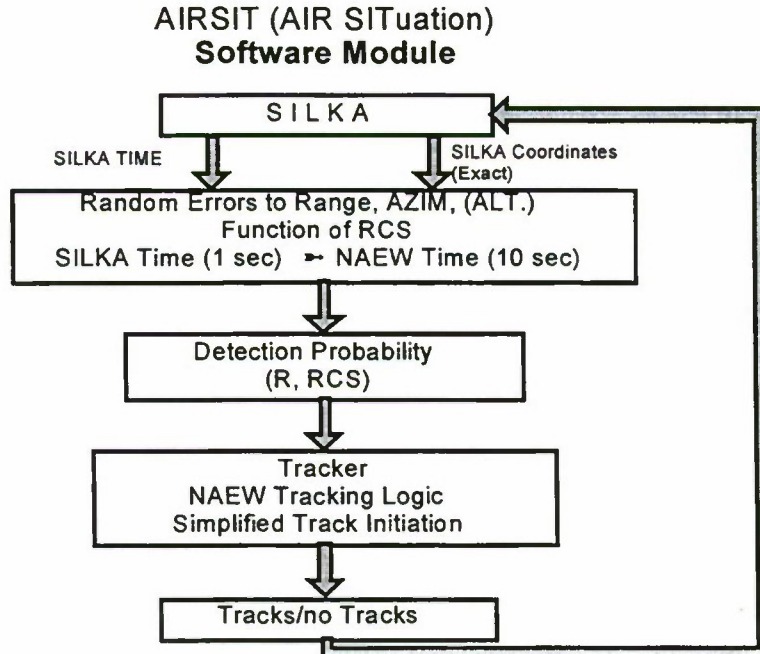 AIRSIT (AIR SITuation)
Software Module
S I L K A
SILKA TIME
SILKA Coordinates
(Exact)
Random Errors to Range, AZIM, (ALT.)
Function of RCS
SILKA Time (1 sec) ➳ NAEW Time (10 sec)
Detection Probability
(R, RCS)
Tracker
NAEW Tracking Logic
Simplified Track Initiation
Tracks/no Tracks